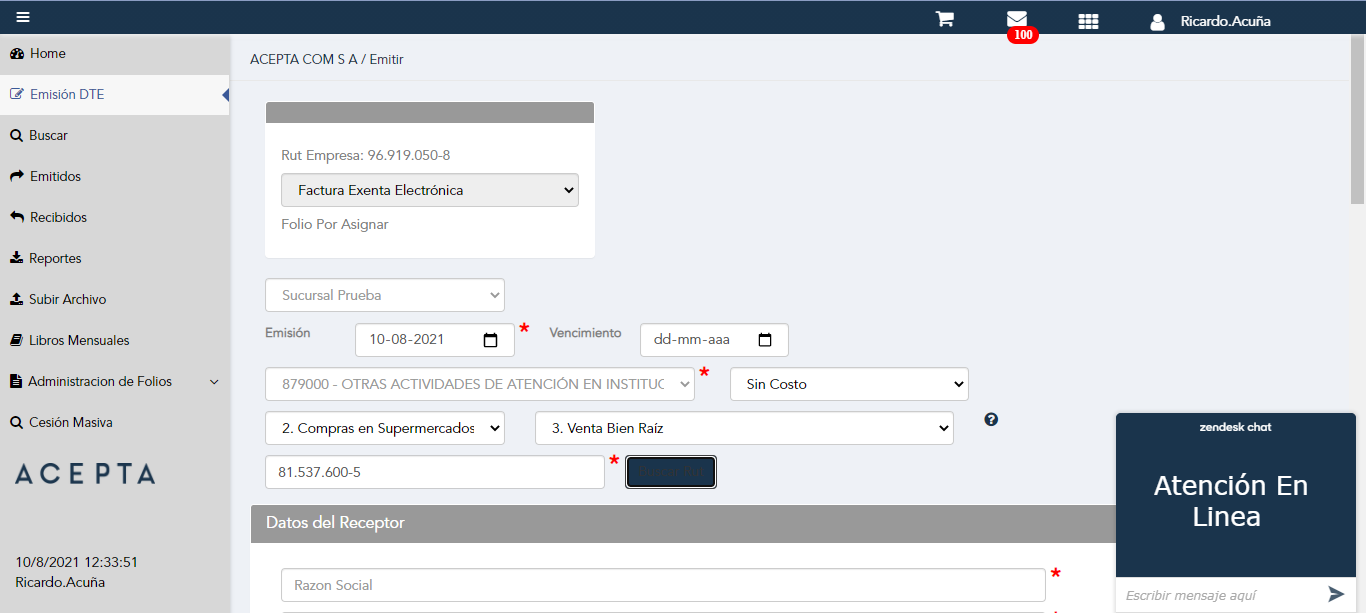 100
Ricardo.Acuña
Home
Emisión DTE
Buscar
Emitidos
Recibidos
Reportes
Subir Archivo
Libros Mensuales
Administracion de Folios
Cesión Masiva
ACEPTA
10/8/2021 12:33:51
Ricardo.Acuña
ACEPTA COM S A / Emitir
Rut Empresa: 96.919.050-8
Factura Exenta Electrónica
Folio Por Asignar
Sucursal Prueba
Emisión 10-08-2021 * Vencimiento dd-mm-aaa
879000 - OTRAS ACTIVIDADES DE ATENCIÓN EN INSTITUC * Sin Costo
2. Compras en Supermercados 3. Venta Bien Raíz ?
81.537.600-5 *
Datos del Receptor
Razon Social *
zendesk chat
Atención En
Linea
Escribir mensaje aquí